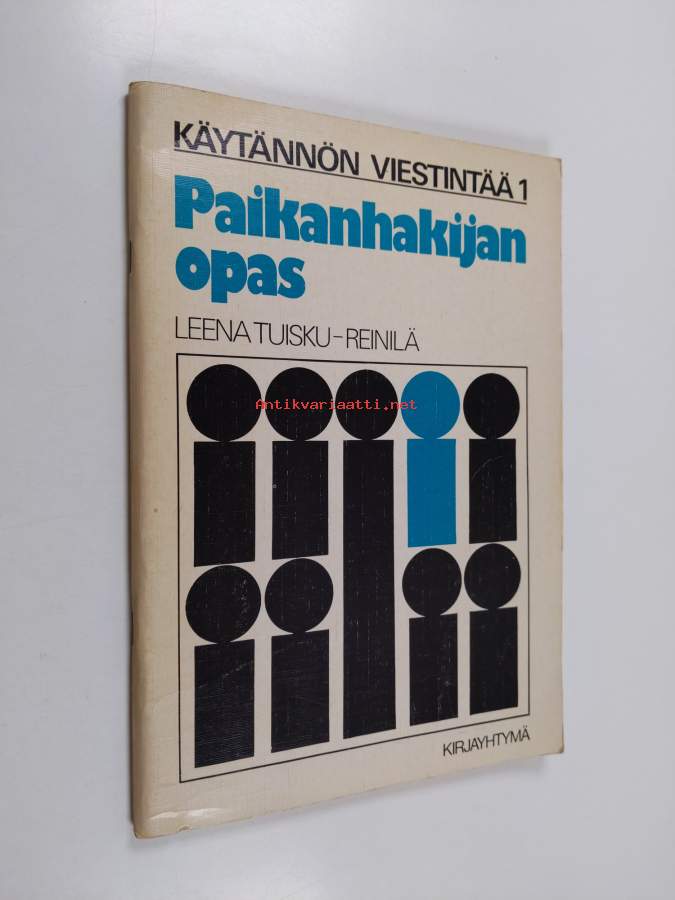 KÄYTÄNNÖN VIESTINTÄÄ 1
Paikanhakijan
opas
LEENA TUISKU-REINILÄ
Antikvariaatti.net
KIRJAYHTYMÄ